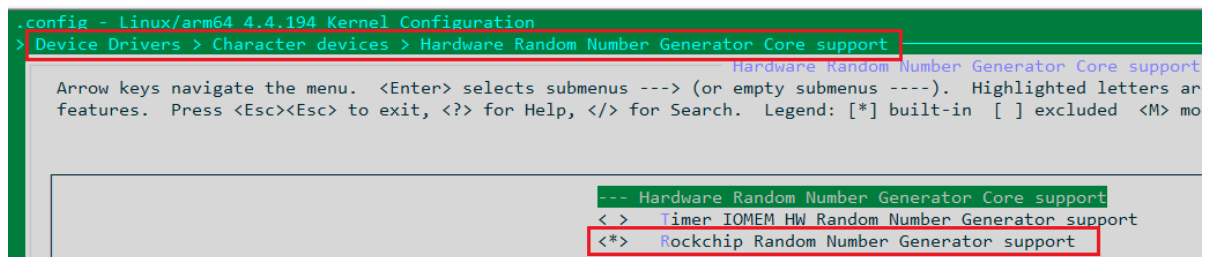 .config - Linux/arm64 4.4.194 Kernel Configuration
> Device Drivers > Character devices > Hardware Random Number Generator Core support
Hardware Random Number Generator Core support
Arrow keys navigate the menu.  <Enter> selects submenus ---> (or empty submenus ----).  Highlighted letters ar
features.  Press <Esc><Esc> to exit, <?> for Help, </> for Search.  Legend: [*] built-in  [ ] excluded  <M> mo
--- Hardware Random Number Generator Core support
< >   Timer IOMEM HW Random Number Generator support
<*>   Rockchip Random Number Generator support